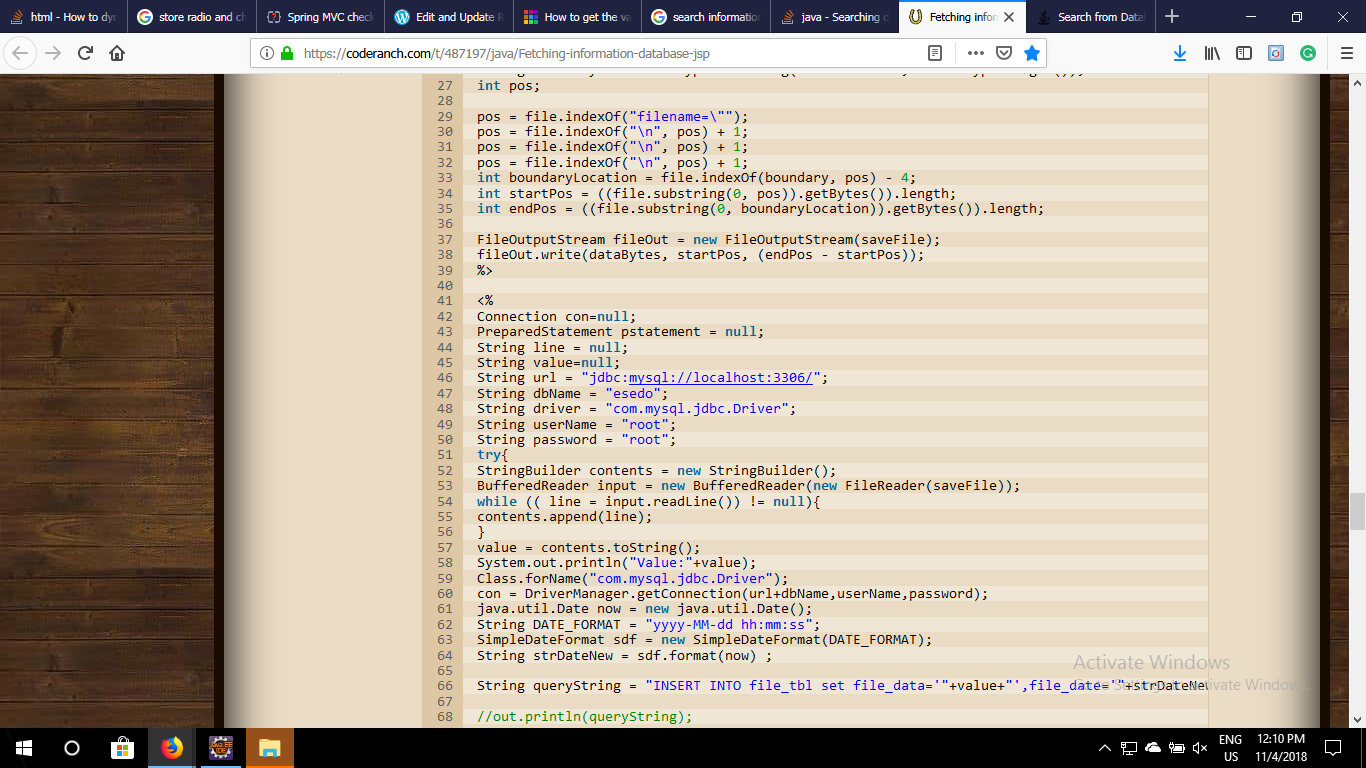 html - How to dyn
store radio and ch
Spring MVC check
Edit and Update R
How to get the va
search informatio
java - Searching d
Fetching infor
Search from Data
https://coderanch.com/t/487197/java/Fetching-information-database-jsp
27 int pos;
28
29 pos = file.indexOf("filename=\"");
30 pos = file.indexOf("\n", pos) + 1;
31 pos = file.indexOf("\n", pos) + 1;
32 pos = file.indexOf("\n", pos) + 1;
33 int boundaryLocation = file.indexOf(boundary, pos) - 4;
34 int startPos = ((file.substring(0, pos)).getBytes()).length;
35 int endPos = ((file.substring(0, boundaryLocation)).getBytes()).length;
36
37 FileOutputStream fileOut = new FileOutputStream(saveFile);
38 fileOut.write(dataBytes, startPos, (endPos - startPos));
39 %>
40
41 <%
42 Connection con=null;
43 PreparedStatement pstatement = null;
44 String line = null;
45 String value=null;
46 String url = "jdbc:mysql://localhost:3306/";
47 String dbName = "esedo";
48 String driver = "com.mysql.jdbc.Driver";
49 String userName = "root";
50 String password = "root";
51 try{
52 StringBuilder contents = new StringBuilder();
53 BufferedReader input = new BufferedReader(new FileReader(saveFile));
54 while (( line = input.readLine()) != null){
55 contents.append(line);
56 }
57 value = contents.toString();
58 System.out.println("Value:"+value);
59 Class.forName("com.mysql.jdbc.Driver");
60 con = DriverManager.getConnection(url+dbName,userName,password);
61 java.util.Date now = new java.util.Date();
62 String DATE_FORMAT = "yyyy-MM-dd hh:mm:ss";
63 SimpleDateFormat sdf = new SimpleDateFormat(DATE_FORMAT);
64 String strDateNew = sdf.format(now) ;
65
66 String queryString = "INSERT INTO file_tbl set file_data='"+value+"',file_date='"+strDateNew
67
68 //out.println(queryString);
Activate Windows
Go to Settings to activate Windows.
ENG
US
12:10 PM
11/4/2018